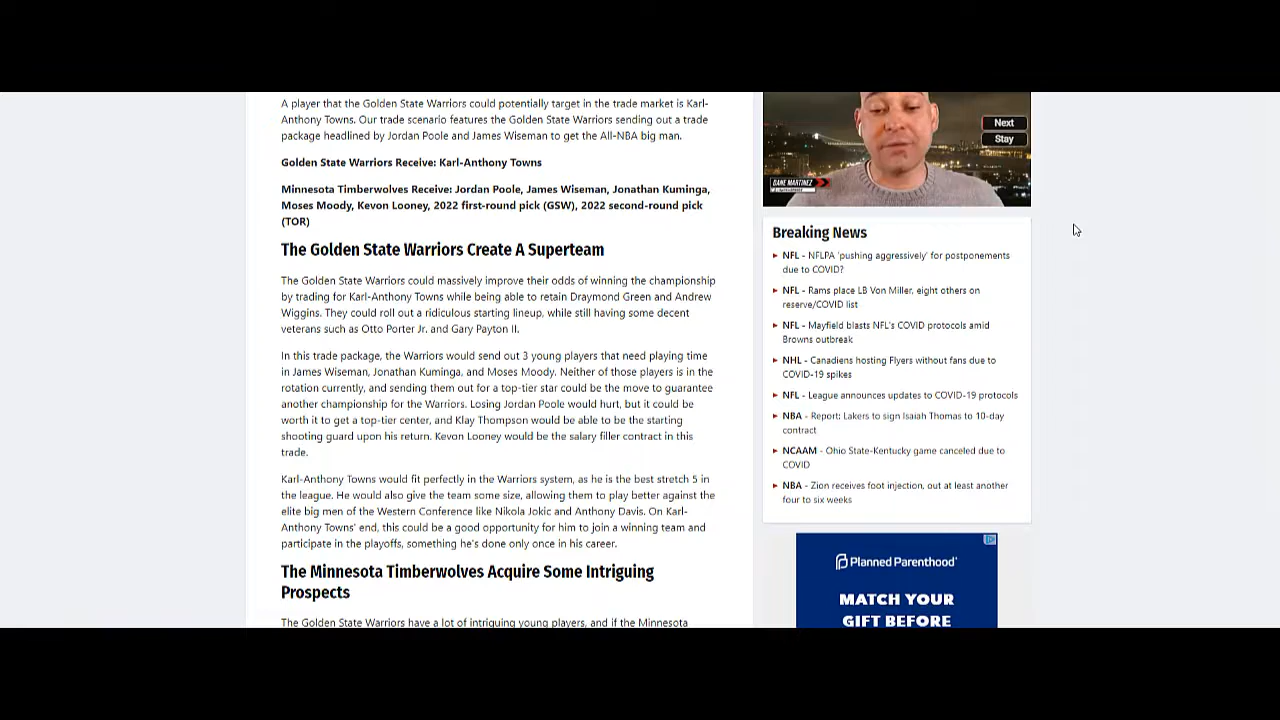 A player that the Golden State Warriors could potentially target in the trade market is Karl-
Anthony Towns. Our trade scenario features the Golden State Warriors sending out a trade
package headlined by Jordan Poole and James Wiseman to get the All-NBA big man.
Golden State Warriors Receive: Karl-Anthony Towns
Minnesota Timberwolves Receive: Jordan Poole, James Wiseman, Jonathan Kuminga,
Moses Moody, Kevon Looney, 2022 first-round pick (GSW), 2022 second-round pick
(TOR)
The Golden State Warriors Create A Superteam
The Golden State Warriors could massively improve their odds of winning the championship
by trading for Karl-Anthony Towns while being able to retain Draymond Green and Andrew
Wiggins. They could roll out a ridiculous starting lineup, while still having some decent
veterans such as Otto Porter Jr. and Gary Payton II.
In this trade package, the Warriors would send out 3 young players that need playing time
in James Wiseman, Jonathan Kuminga, and Moses Moody. Neither of those players is in the
rotation currently, and sending them out for a top-tier star could be the move to guarantee
another championship for the Warriors. Losing Jordan Poole would hurt, but it could be
worth it to get a top-tier center, and Klay Thompson would be able to be the starting
shooting guard upon his return. Kevon Looney would be the salary filler contract in this
trade.
Karl-Anthony Towns would fit perfectly in the Warriors system, as he is the best stretch 5 in
the league. He would also give the team some size, allowing them to play better against the
elite big men of the Western Conference like Nikola Jokic and Anthony Davis. On Karl-
Anthony Towns' end, this could be a good opportunity for him to join a winning team and
participate in the playoffs, something he's done only once in his career.
The Minnesota Timberwolves Acquire Some Intriguing
Prospects
The Golden State Warriors have a lot of intriguing young players, and if the Minnesota
Next
Stay
DANE MARTINEZ
Breaking News
NFL - NFLPA 'pushing aggressively' for postponements
due to COVID?
NFL - Rams place LB Von Miller, eight others on
reserve/COVID list
NFL - Mayfield blasts NFL's COVID protocols amid
Browns outbreak
NHL - Canadiens hosting Flyers without fans due to
COVID-19 spikes
NFL - League announces updates to COVID-19 protocols
NBA - Report: Lakers to sign Isaiah Thomas to 10-day
contract
NCAAM - Ohio State-Kentucky game canceled due to
COVID
NBA - Zion receives foot injection, out at least another
four to six weeks
Planned Parenthood
MATCH YOUR
GIFT BEFORE